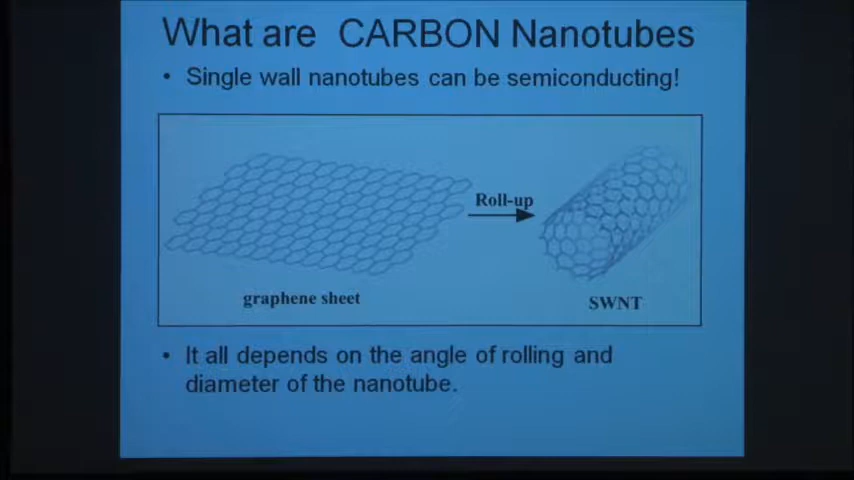 What are CARBON Nanotubes
• Single wall nanotubes can be semiconducting!
Roll-up
graphene sheet
SWNT
• It all depends on the angle of rolling and
diameter of the nanotube.